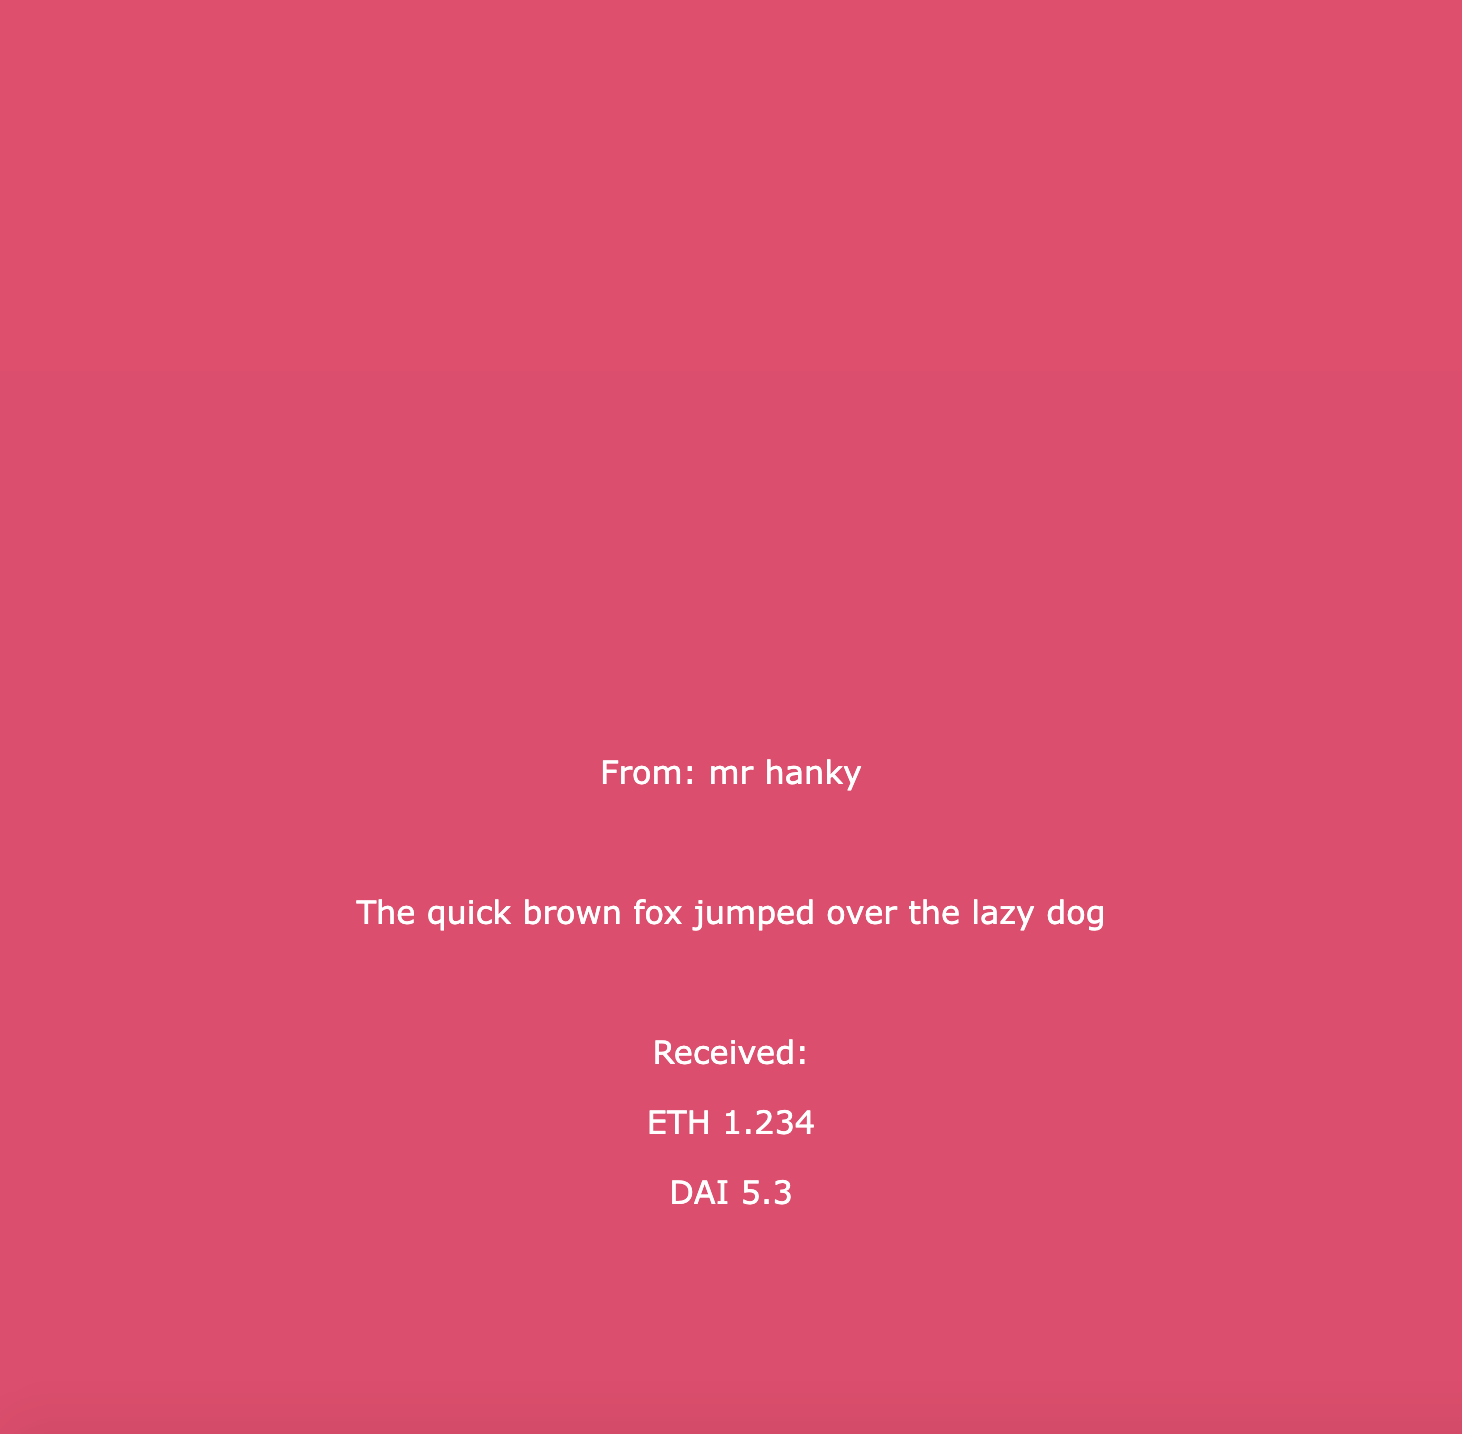 From: mr hanky
The quick brown fox jumped over the lazy dog
Received:
ETH 1.234
DAI 5.3